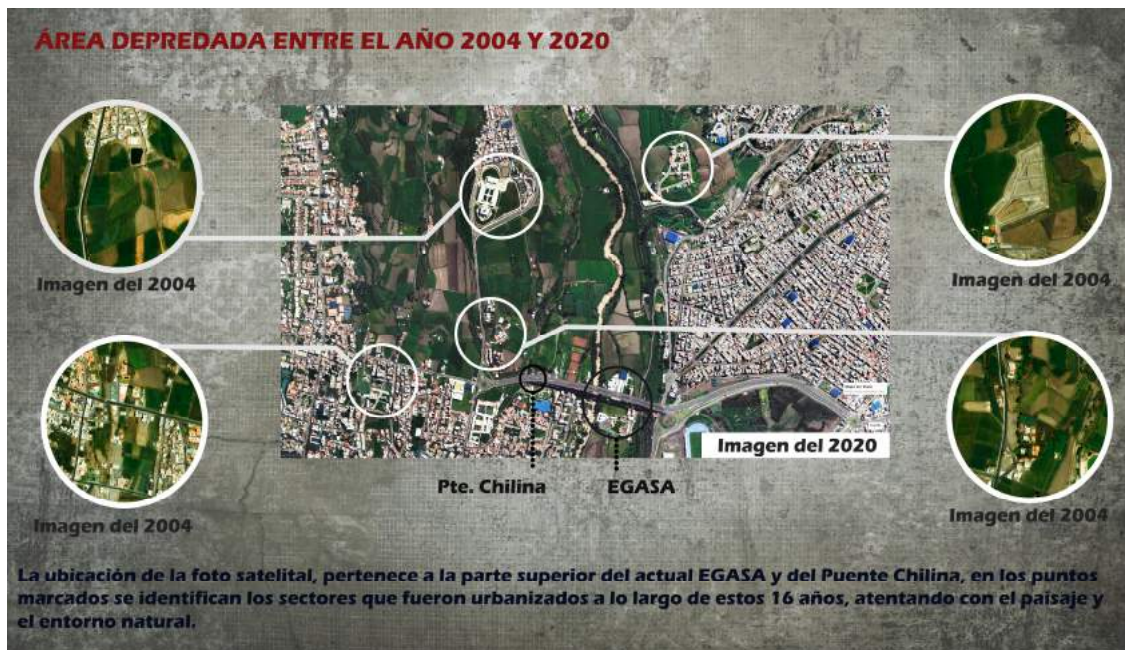 ÁREA DEPREDADA ENTRE EL AÑO 2004 Y 2020
Imagen del 2004
Imagen del 2004
Imagen del 2020
Pte. Chilina
EGASA
Imagen del 2004
Imagen del 2004
La ubicación de la foto satelital, pertenece a la parte superior del actual EGASA y del Puente Chilina, en los puntos
marcados se identifican los sectores que fueron urbanizados a lo largo de estos 16 años, atentando con el paisaje y
el entorno natural.